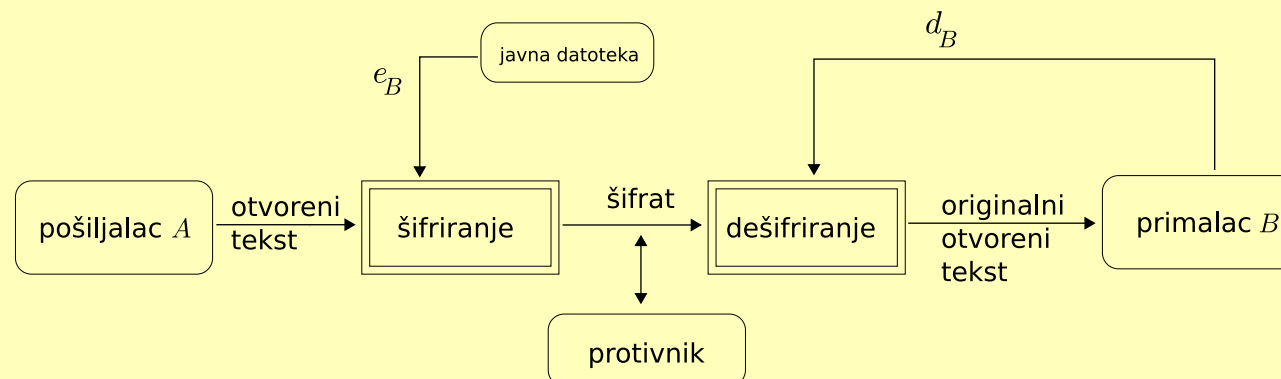 d_B
javna datoteka
e_B
pošiljalac A
otvoreni
tekst
šifriranje
šifrat
dešifriranje
originalni
otvoreni
tekst
primalac B
protivnik